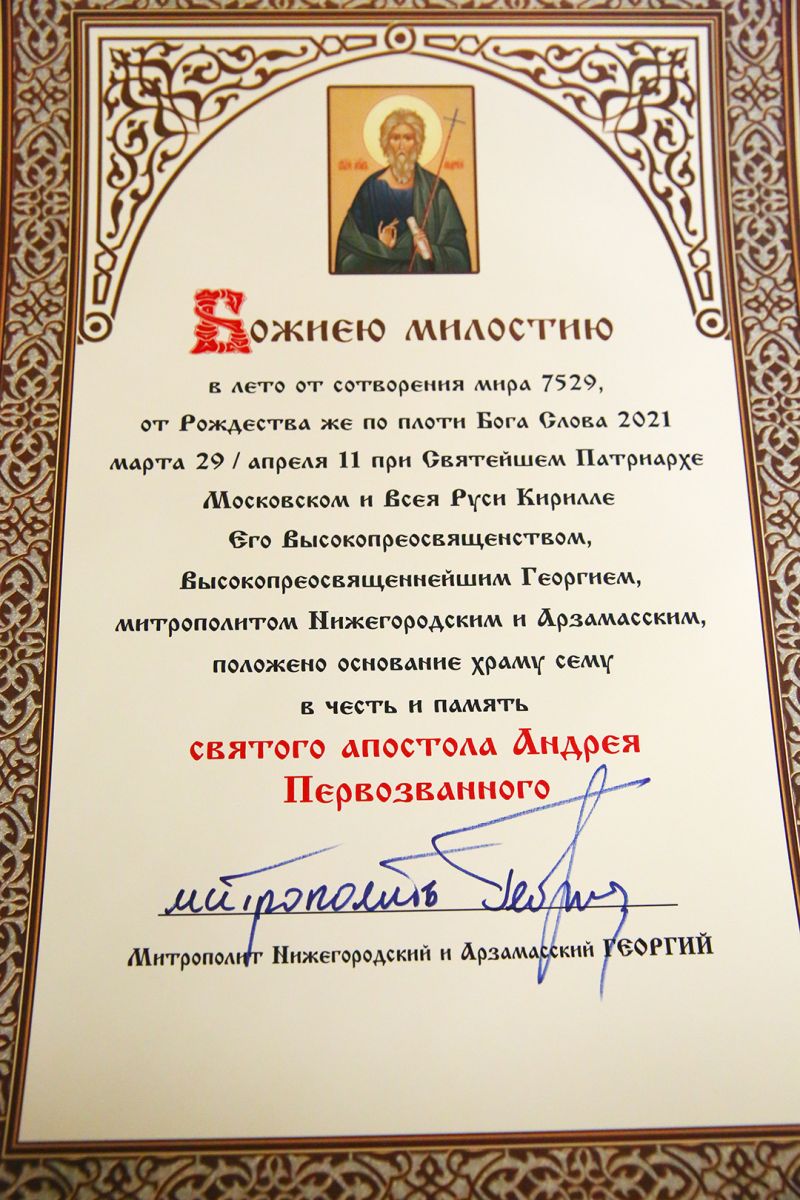 Божиею милостию
в лето от сотворения мира 7529,
от Рождества же по плоти Бога Слова 2021
марта 29 / апреля 11 при Святейшем Патриархе
Московском и Всея Руси Кирилле
Его Высокопреосвященством,
Высокопреосвященнейшим Георгием,
митрополитом Нижегородским и Арзамасским,
положено основание храму сему
в честь и память
святого апостола Андрея
Первозванного
митрополитъ Георгий
Митрополит Нижегородский и Арзамасский ГЕОРГИЙ